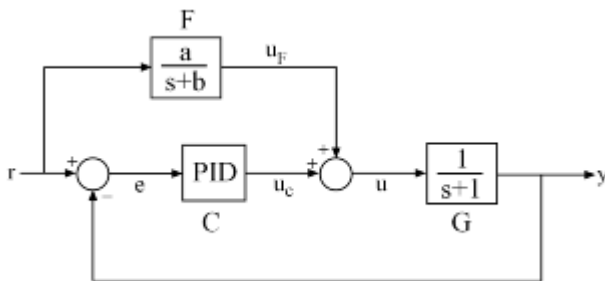 F
a
s+b
u_F
+
+
r
+
−
e
PID
C
u_c
+
u
1
s+1
G
y